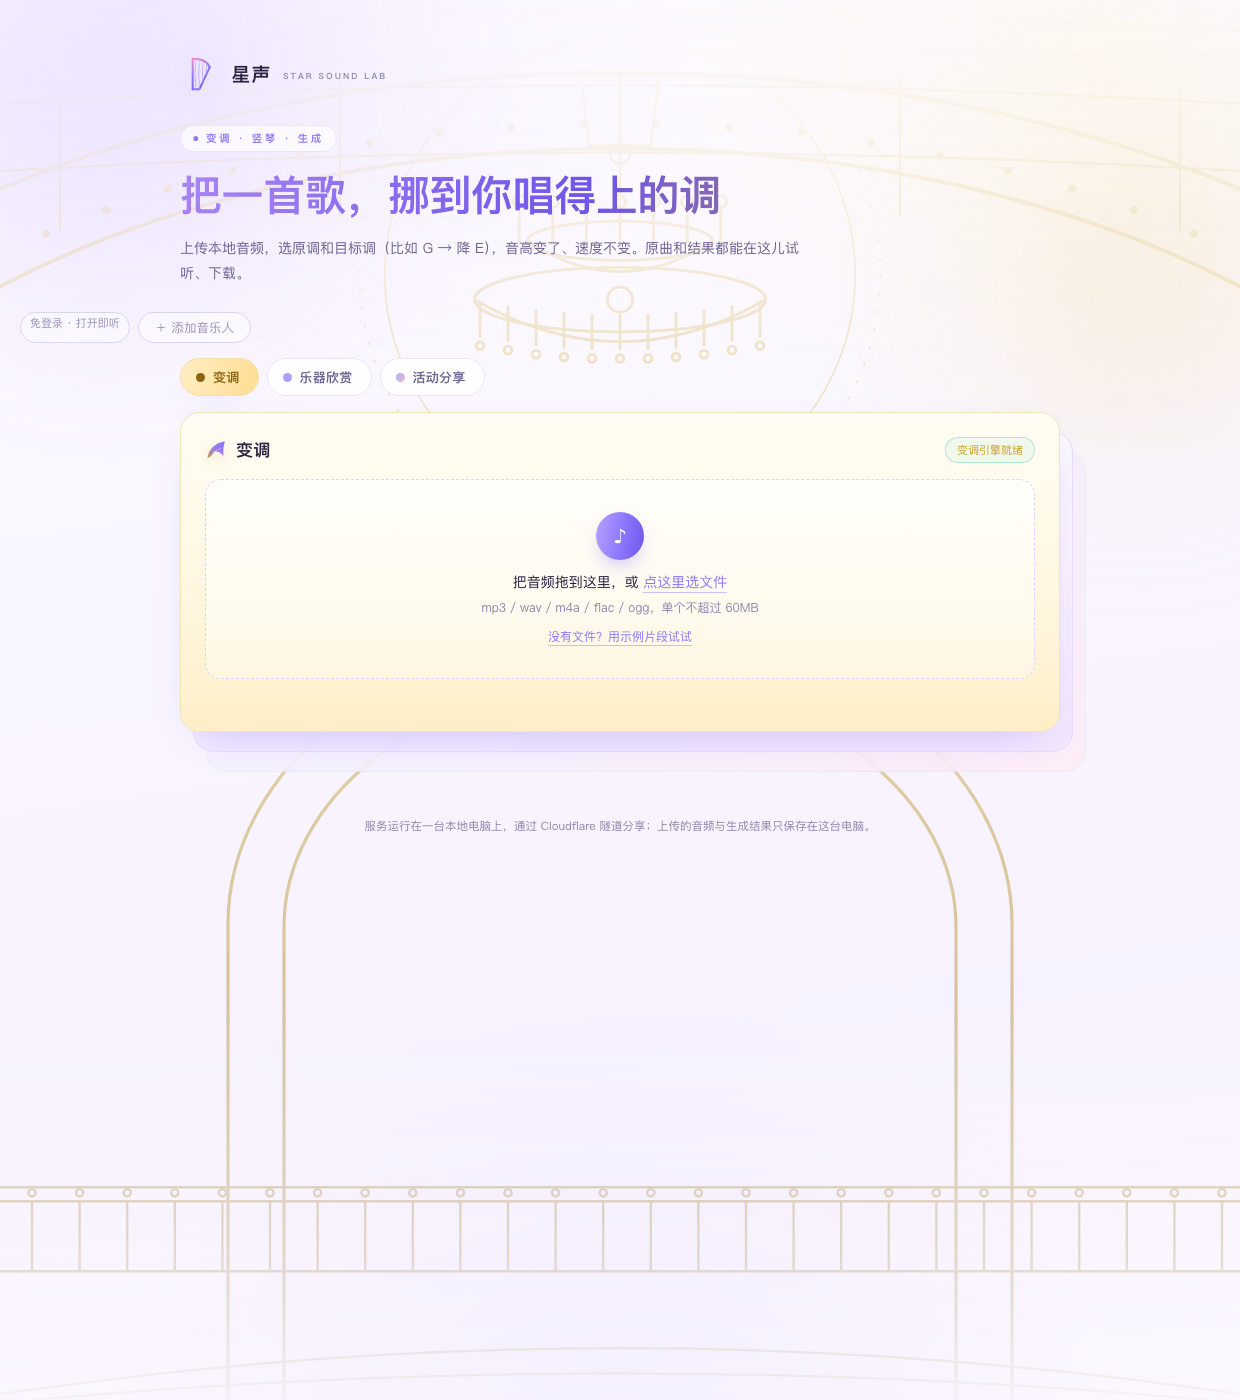 星声 STAR SOUND LAB
变调 · 竖琴 · 生成
把一首歌，挪到你唱得上的调
上传本地音频，选原调和目标调（比如 G → 降 E），音高变了、速度不变。原曲和结果都能在这儿试
听、下载。
免登录 · 打开即听 + 添加音乐人
变调 乐器欣赏 活动分享
变调 变调引擎就绪
♪
把音频拖到这里，或 点这里选文件
mp3 / wav / m4a / flac / ogg，单个不超过 60MB
没有文件？用示例片段试试
服务运行在一台本地电脑上，通过 Cloudflare 隧道分享；上传的音频与生成结果只保存在这台电脑。